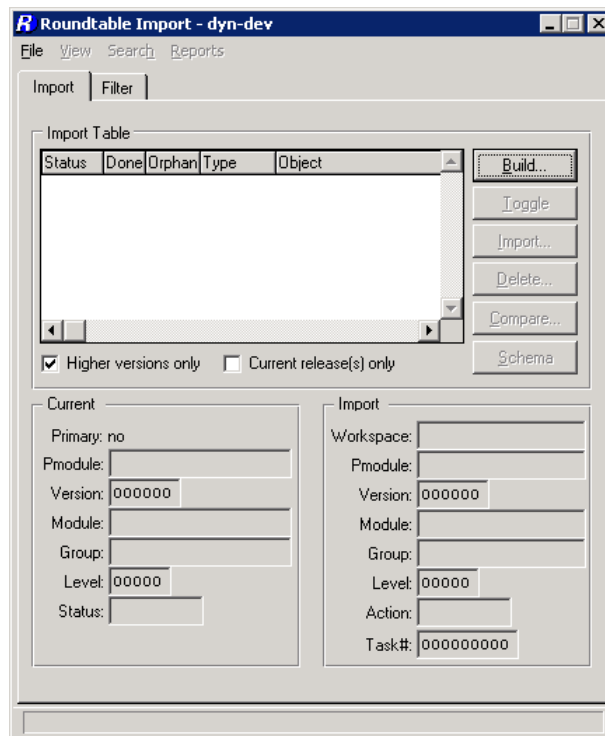 R Roundtable Import - dyn-dev
File View Search Reports
Import Filter
Import Table
Status Done Orphan Type Object
Build...
Toggle
Import...
Delete...
Compare...
Schema
Higher versions only Current release(s) only
Current
Primary: no
Pmodule:
Version: 000000
Module:
Group:
Level: 00000
Status:
Import
Workspace:
Pmodule:
Version: 000000
Module:
Group:
Level: 00000
Action:
Task#: 000000000